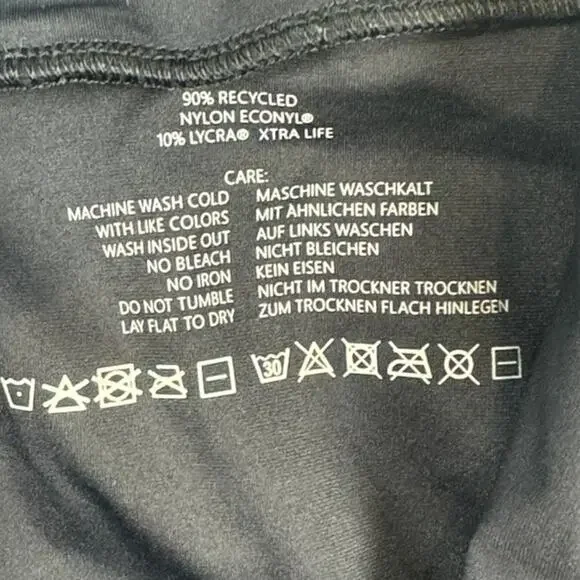 90% RECYCLED
NYLON ECONYL®
10% LYCRA® XTRA LIFE
CARE:
MACHINE WASH COLD
WITH LIKE COLORS
WASH INSIDE OUT
NO BLEACH
NO IRON
DO NOT TUMBLE
LAY FLAT TO DRY
MASCHINE WASCHKALT
MIT ÄHNLICHEN FARBEN
AUF LINKS WASCHEN
NICHT BLEICHEN
KEIN EISEN
NICHT IM TROCKNER TROCKNEN
ZUM TROCKNEN FLACH HINLEGEN
30